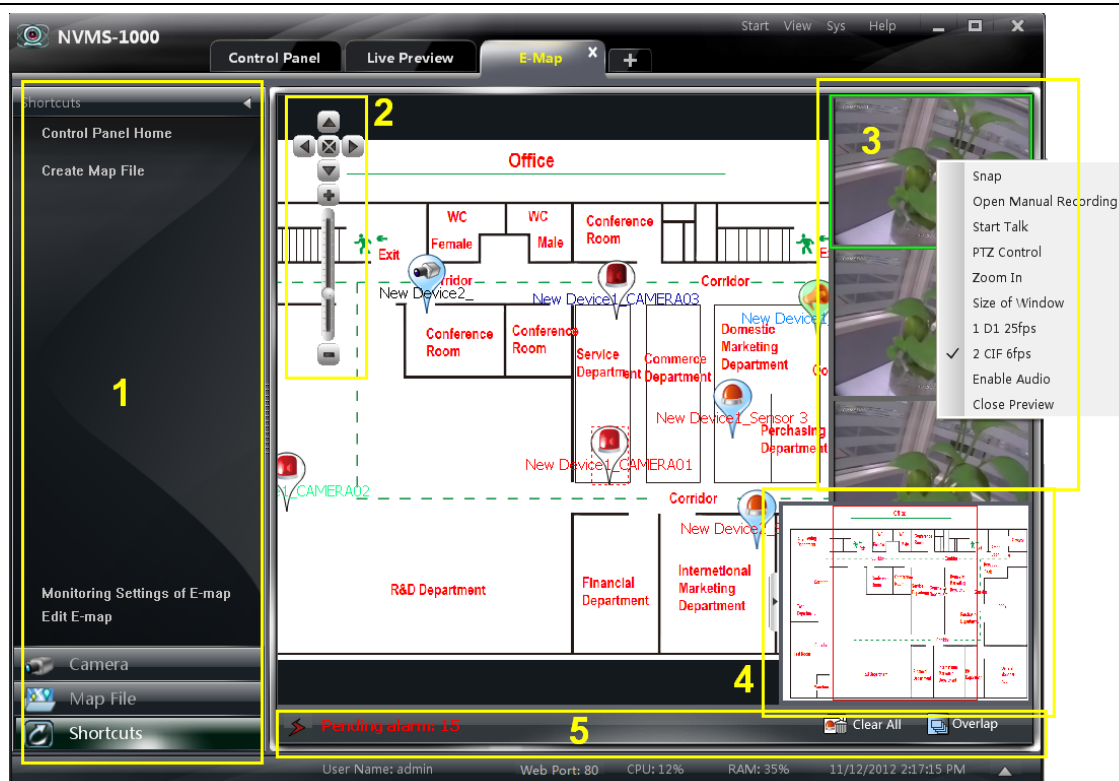 NVMS-1000
Start View Sys Help
Control Panel
Live Preview
E-Map x
+
Shortcuts
Control Panel Home
Create Map File
1
Monitoring Settings of E-map
Edit E-map
Camera
Map File
Shortcuts
2
Office
WC
Female
WC
Male
Conference
Room
Exit
Corridor
New Device2_
New Device1_CAMERA03
New Device1_
Conference
Room
Conference
Room
Service
Department
Commerce
Department
Domestic
Marketing
Department
New Device1_Sensor 3
Perchasing
Department
New Device1_CAMERA01
1_CAMERA02
Corridor
New Device2_
R&D Department
Financial
Department
Internetional
Marketing
Department
3
Snap
Open Manual Recording
Start Talk
PTZ Control
Zoom In
Size of Window
1 D1 25fps
2 CIF 6fps
Enable Audio
Close Preview
4
Office
Pending alarm: 15
5
Clear All
Overlap
User Name: admin
Web Port: 80
CPU: 12%
RAM: 35%
11/12/2012 2:17:15 PM